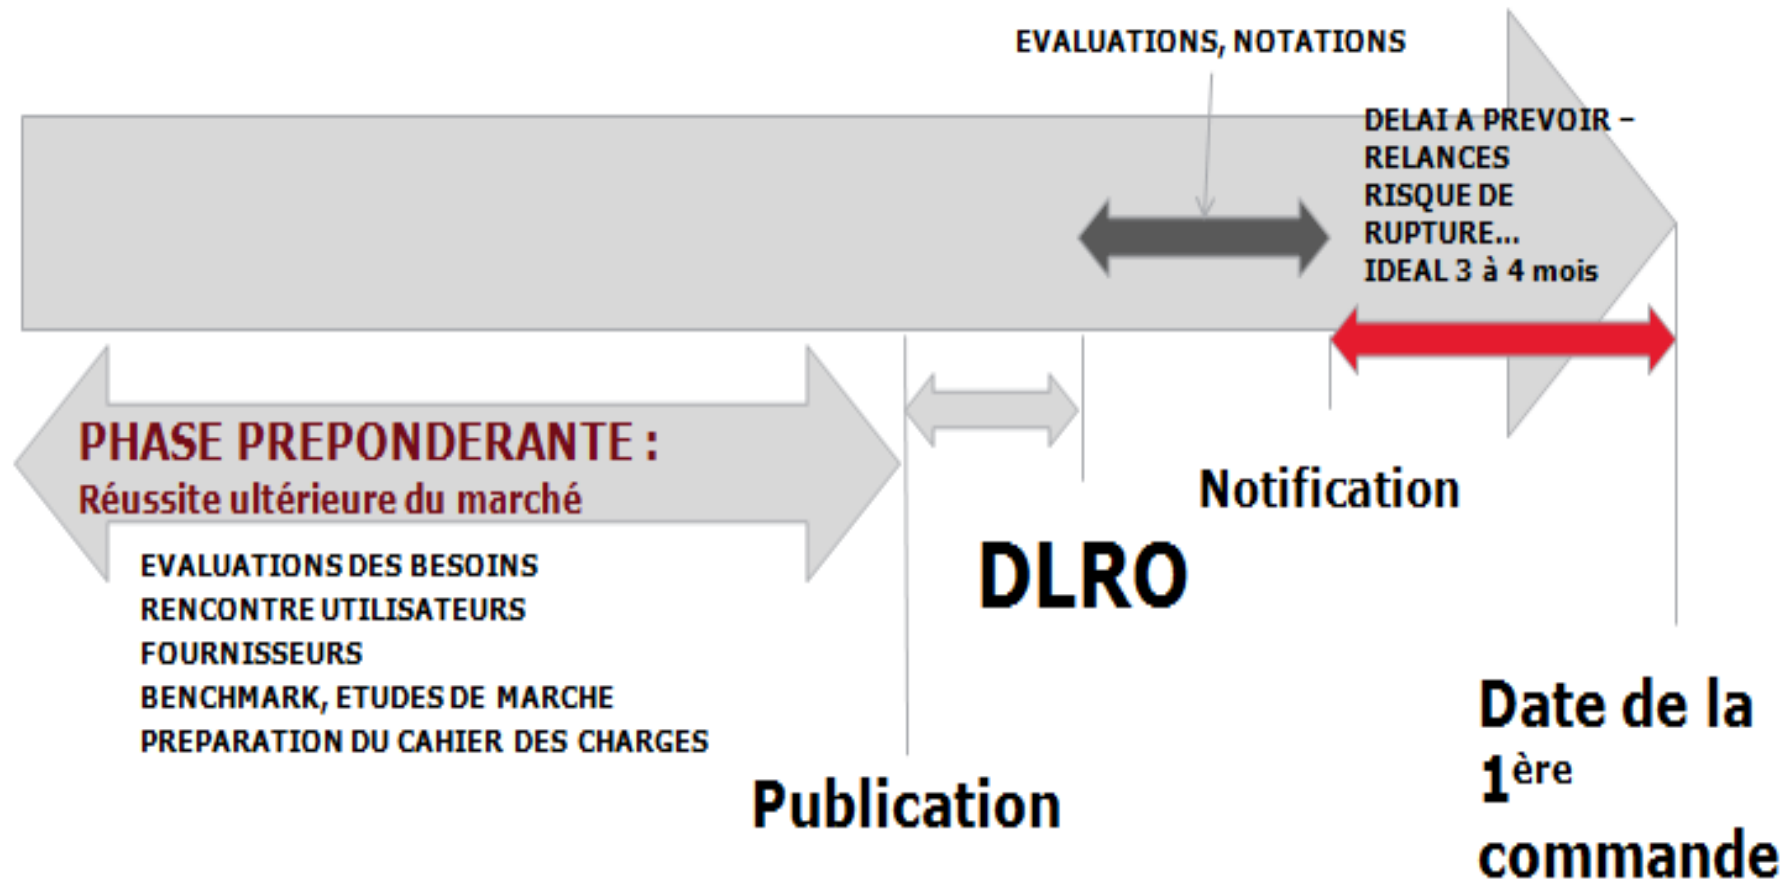 EVALUATIONS, NOTATIONS
DELAI A PREVOIR –
RELANCES
RISQUE DE
RUPTURE...
IDEAL 3 à 4 mois
PHASE PREPONDERANTE :
Réussite ultérieure du marché
EVALUATIONS DES BESOINS
RENCONTRE UTILISATEURS
FOURNISSEURS
BENCHMARK, ETUDES DE MARCHE
PREPARATION DU CAHIER DES CHARGES
Publication
DLRO
Notification
Date de la
1ère
commande